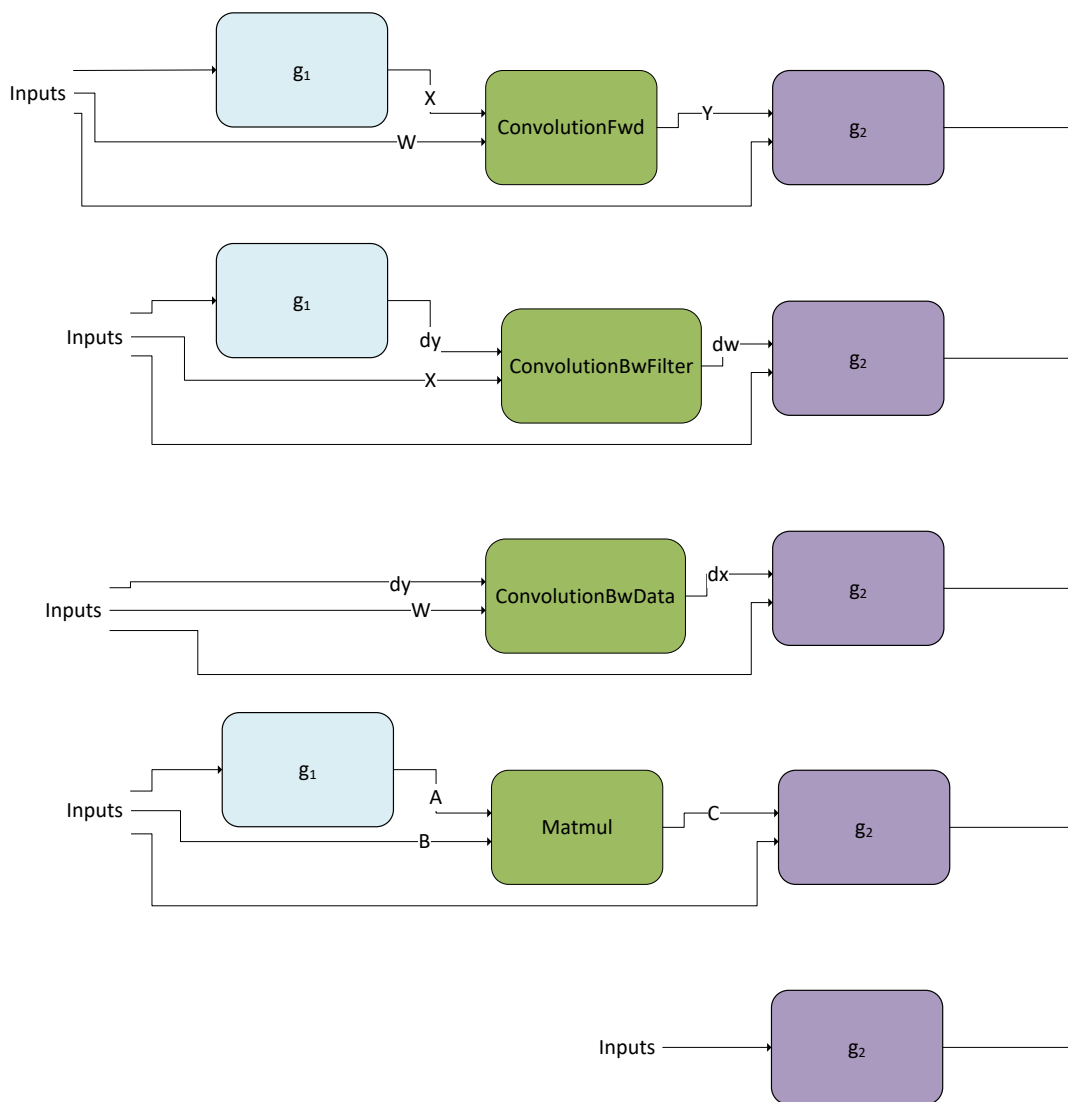 g₁
Inputs
X
ConvolutionFwd
Y
g₂
W
g₁
Inputs
dy
X
ConvolutionBwFilter
dw
g₂
Inputs
dy
W
ConvolutionBwData
dx
g₂
g₁
Inputs
A
B
Matmul
C
g₂
Inputs
g₂